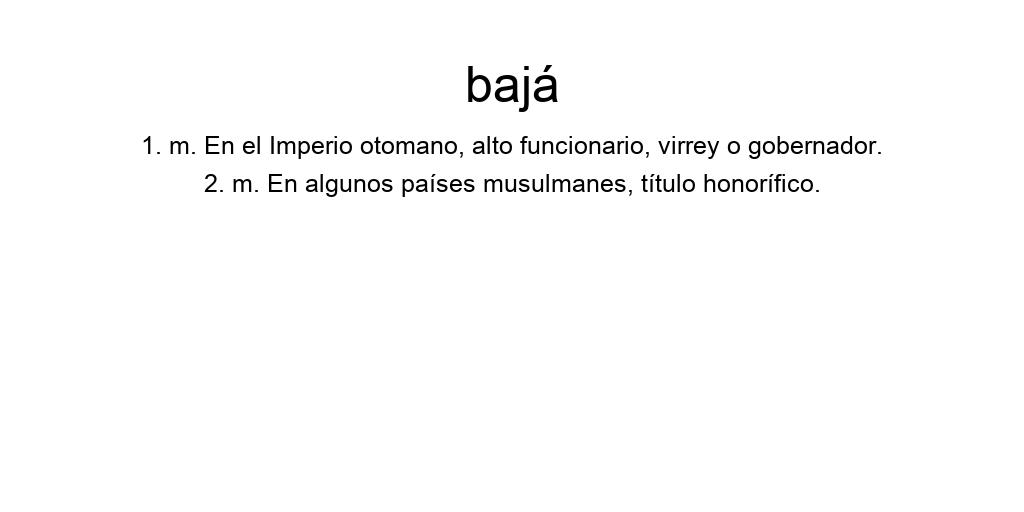 bajá
1. m. En el Imperio otomano, alto funcionario, virrey o gobernador.
2. m. En algunos países musulmanes, título honorífico.